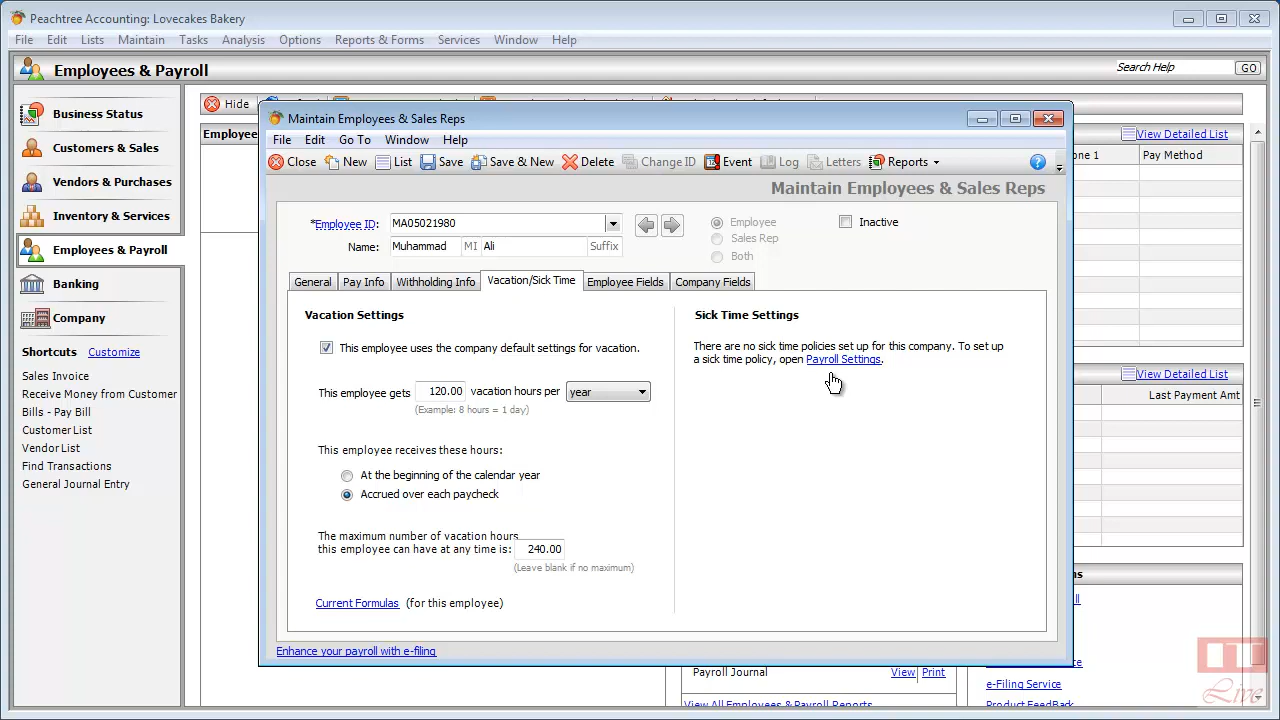 Peachtree Accounting: Lovecakes Bakery
File Edit Lists Maintain Tasks Analysis Options Reports & Forms Services Window Help
Employees & Payroll
Search Help GO
Business Status
Customers & Sales
Vendors & Purchases
Inventory & Services
Employees & Payroll
Banking
Company
Shortcuts Customize
Sales Invoice
Receive Money from Customer
Bills - Pay Bill
Customer List
Vendor List
Find Transactions
General Journal Entry
Hide
Employee
View Detailed List
one 1 Pay Method
View Detailed List
Last Payment Amt
Maintain Employees & Sales Reps
File Edit Go To Window Help
Close New List Save Save & New Delete Change ID Event Log Letters Reports
Maintain Employees & Sales Reps
*Employee ID: MA05021980
Employee
Sales Rep
Both
Inactive
Name: Muhammad MI Ali Suffix
General Pay Info Withholding Info Vacation/Sick Time Employee Fields Company Fields
Vacation Settings
This employee uses the company default settings for vacation.
This employee gets 120.00 vacation hours per year
(Example: 8 hours = 1 day)
This employee receives these hours:
At the beginning of the calendar year
Accrued over each paycheck
The maximum number of vacation hours
this employee can have at any time is: 240.00
(Leave blank if no maximum)
Current Formulas (for this employee)
Sick Time Settings
There are no sick time policies set up for this company. To set up
a sick time policy, open Payroll Settings.
Enhance your payroll with e-filing
Payroll Journal View Print
View All Employees & Payroll Reports
e-Filing Service
Product FeedBack
Live